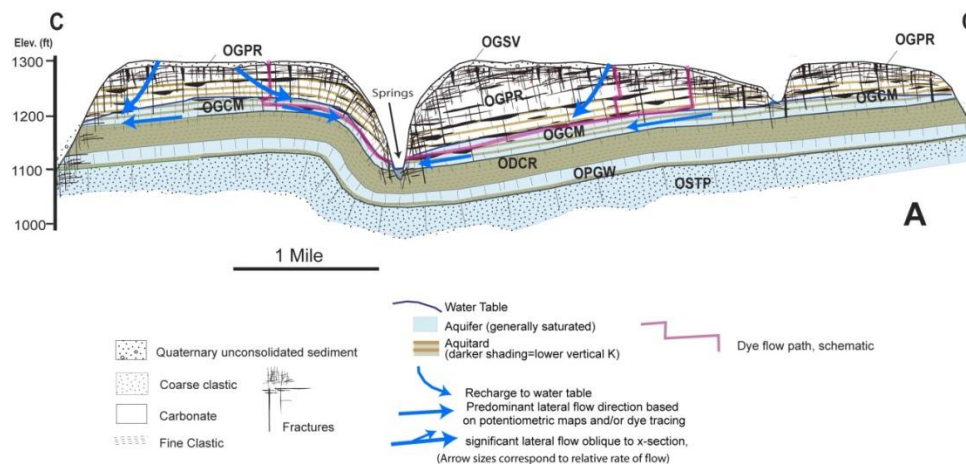 C
C
Elev. (ft)
1300
1200
1100
1000
OGPR
OGSV
OGPR
Springs
OGPR
OGCM
OGCM
OGCM
ODCR
OPGW
OSTP
A
1 Mile
Water Table
Aquifer (generally saturated)
Aquitard
(darker shading=lower vertical K)
Dye flow path, schematic
Quaternary unconsolidated sediment
Coarse clastic
Carbonate
Fine Clastic
Fractures
Recharge to water table
Predominant lateral flow direction based
on potentiometric maps and/or dye tracing
significant lateral flow oblique to x-section,
(Arrow sizes correspond to relative rate of flow)